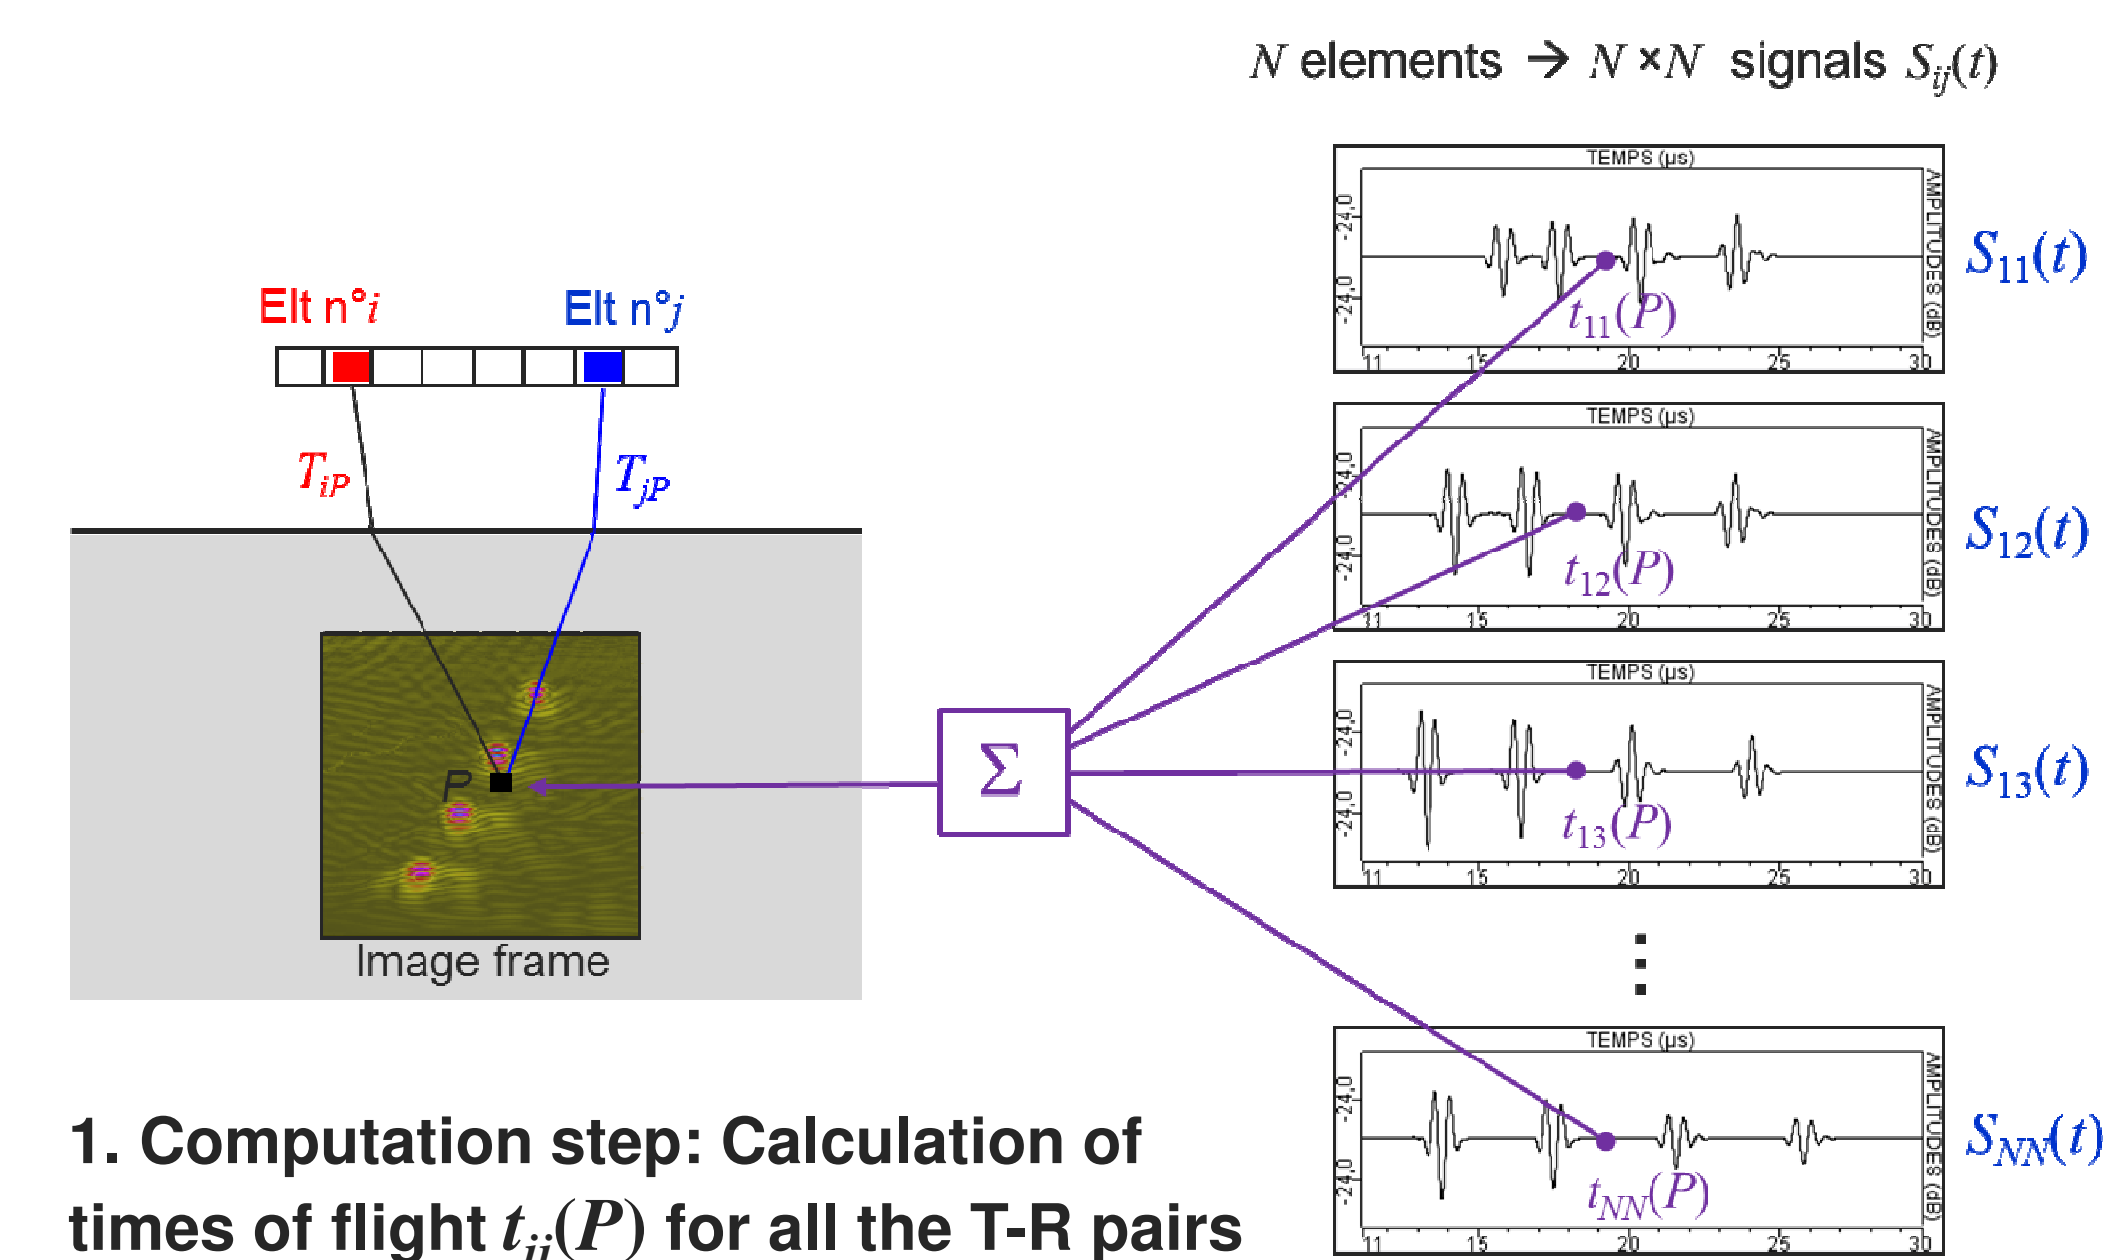 N elements → N ×N signals Sij(t)
Elt n°i
Elt n°j
TiP
TjP
P
Image frame
Σ
TEMPS (µs)
-24,0
-24,0
AMPLITUDES (dB)
t11(P)
11 15 20 25 30
S11(t)
TEMPS (µs)
-24,0
-24,0
AMPLITUDES (dB)
t12(P)
11 15 20 25 30
S12(t)
TEMPS (µs)
-24,0
-24,0
AMPLITUDES (dB)
t13(P)
11 15 20 25 30
S13(t)
TEMPS (µs)
-24,0
-24,0
AMPLITUDES (dB)
tNN(P)
11 15 20 25 30
SNN(t)
1. Computation step: Calculation of
times of flight tij(P) for all the T-R pairs